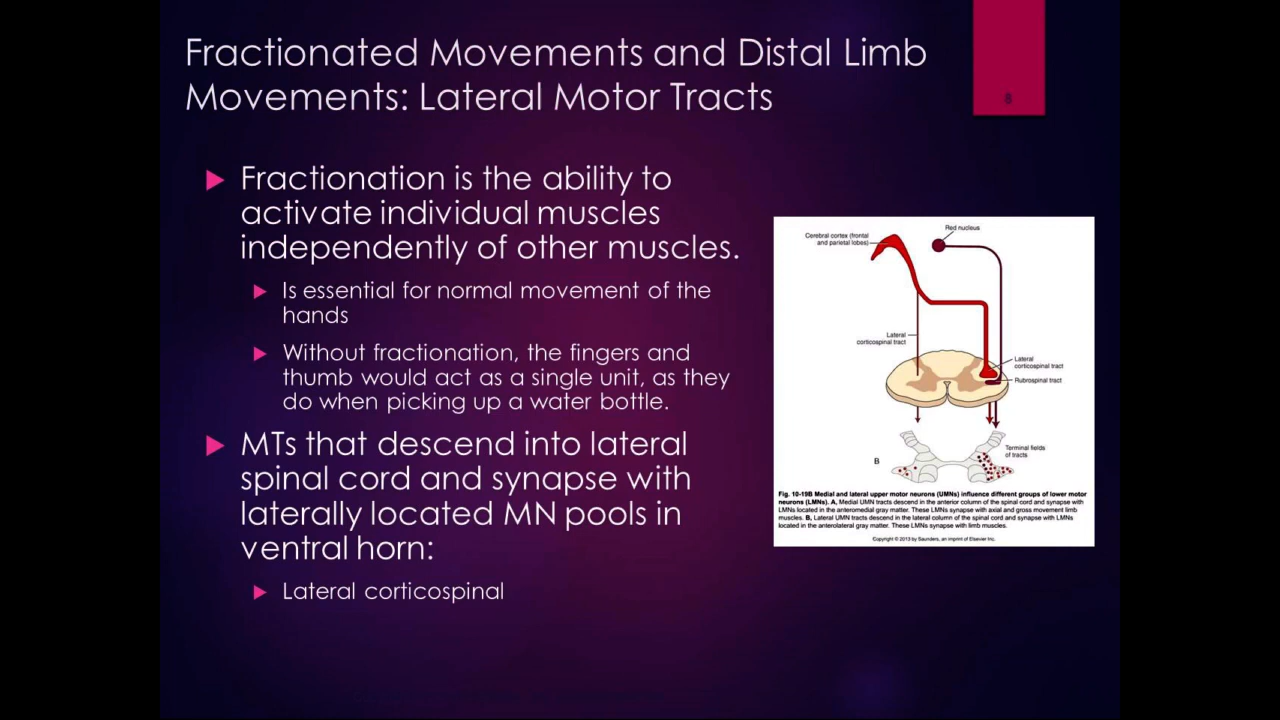 Fractionated Movements and Distal Limb
Movements: Lateral Motor Tracts
8
Fractionation is the ability to
activate individual muscles
independently of other muscles.
Is essential for normal movement of the
hands
Without fractionation, the fingers and
thumb would act as a single unit, as they
do when picking up a water bottle.
MTs that descend into lateral
spinal cord and synapse with
laterally located MN pools in
ventral horn:
Lateral corticospinal
Cerebral cortex (frontal
and parietal lobes)
Red nucleus
Lateral
corticospinal tract
Lateral
corticospinal tract
Rubrospinal tract
Terminal fields
of tracts
B
Fig. 10-19B Medial and lateral upper motor neurons (UMNs) influence different groups of lower motor
neurons (LMNs). A, Medial UMN tracts descend in the anterior column of the spinal cord and synapse with
LMNs located in the anteromedial gray matter. These LMNs synapse with axial and gross movement limb
muscles. B, Lateral UMN tracts descend in the lateral column of the spinal cord and synapse with LMNs
located in the anterolateral gray matter. These LMNs synapse with limb muscles.
Copyright © 2013 by Saunders, an imprint of Elsevier Inc.